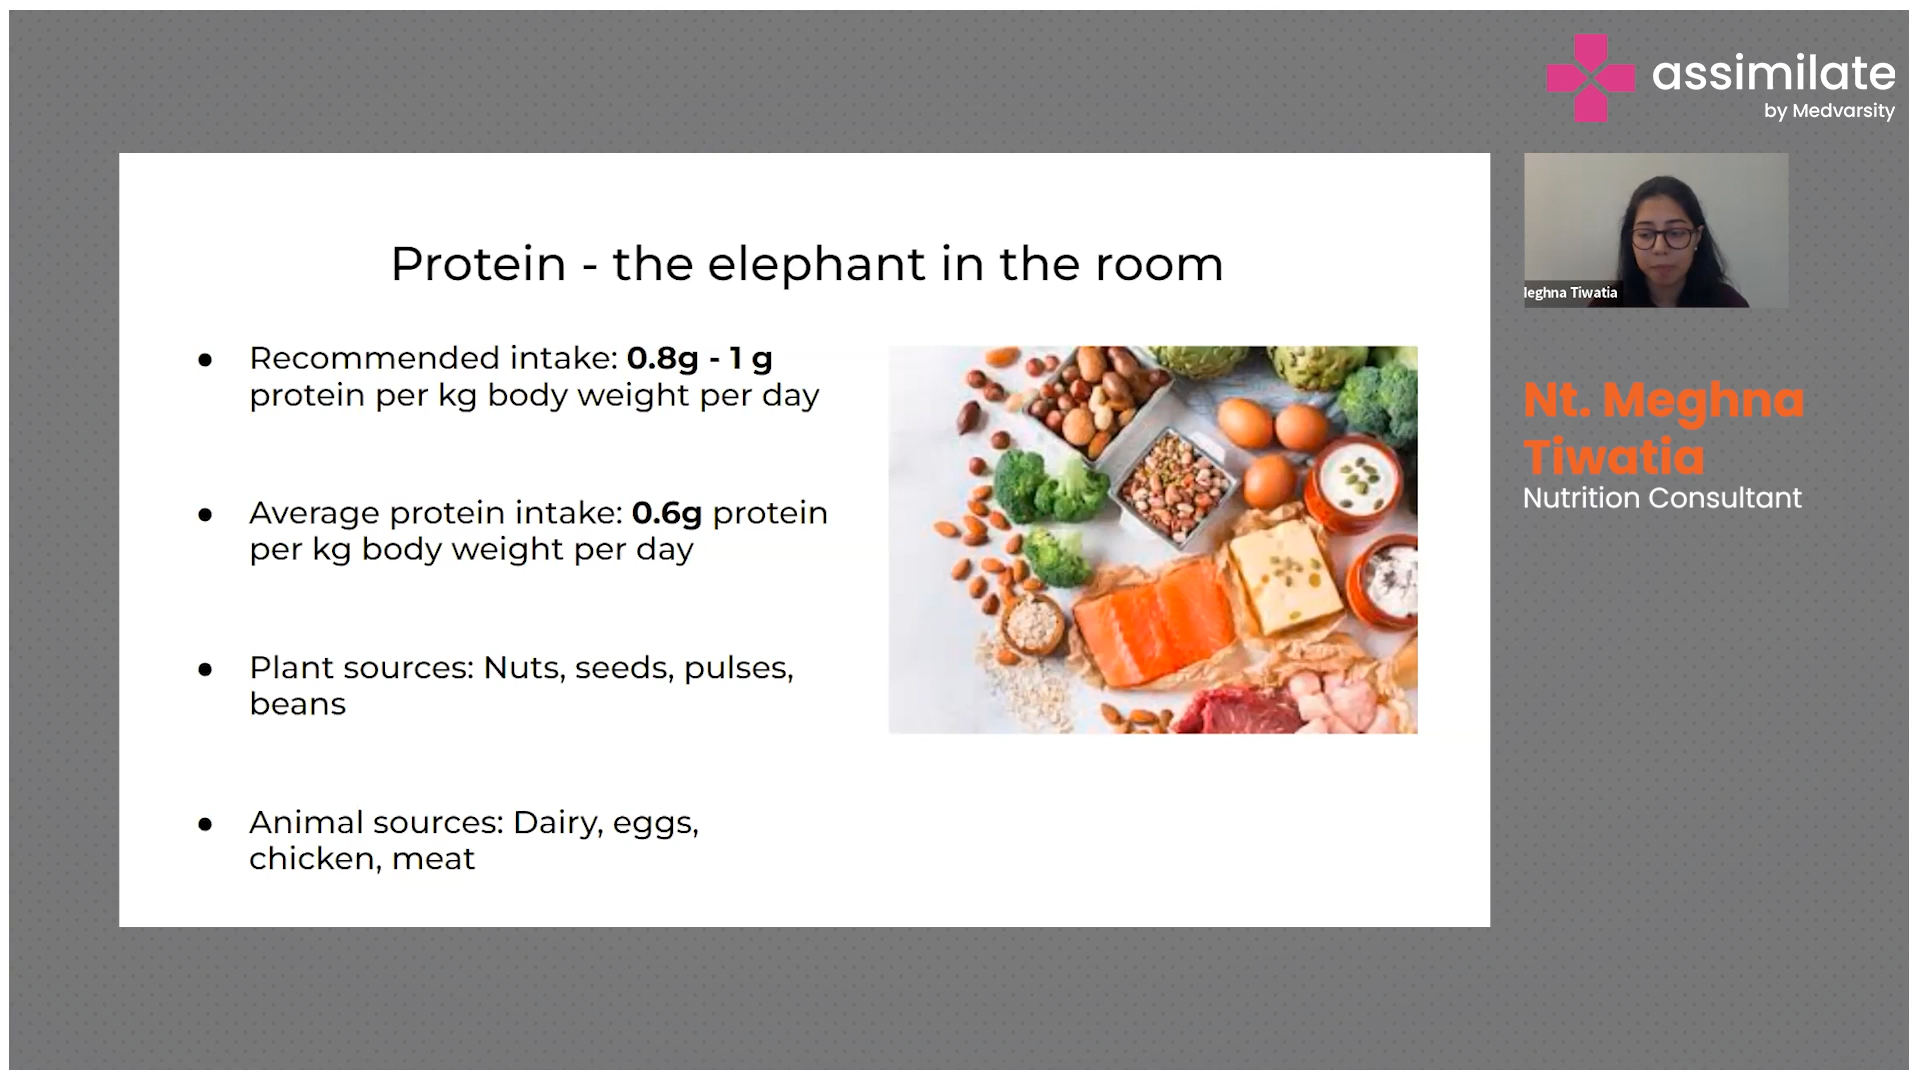 assimilate
by Medvarsity
Protein - the elephant in the room
● Recommended intake: 0.8g - 1 g
protein per kg body weight per day
● Average protein intake: 0.6g protein
per kg body weight per day
● Plant sources: Nuts, seeds, pulses,
beans
● Animal sources: Dairy, eggs,
chicken, meat
leghna Tiwatia
Nt. Meghna
Tiwatia
Nutrition Consultant